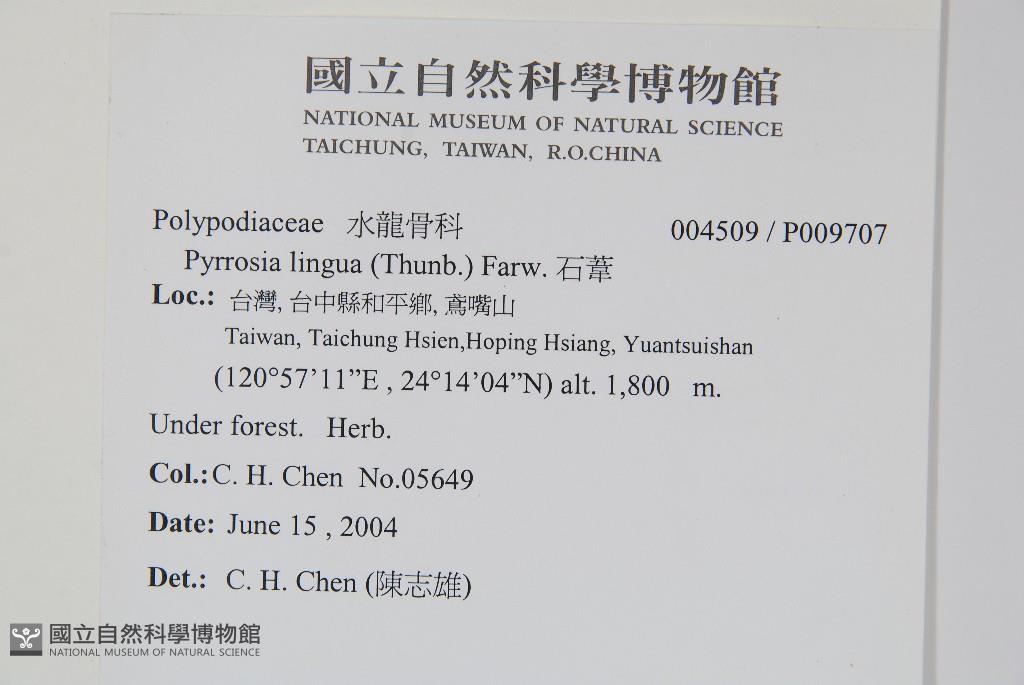 國立自然科學博物館
NATIONAL MUSEUM OF NATURAL SCIENCE
TAICHUNG, TAIWAN, R.O.CHINA
Polypodiaceae 水龍骨科 004509 / P009707
Pyrrosia lingua (Thunb.) Farw. 石葦
Loc.: 台灣, 台中縣和平鄉, 鳶嘴山
Taiwan, Taichung Hsien,Hoping Hsiang, Yuantsuishan
(120°57’11”E , 24°14’04”N) alt. 1,800 m.
Under forest. Herb.
Col.: C. H. Chen No.05649
Date: June 15 , 2004
Det.: C. H. Chen (陳志雄)
國立自然科學博物館
NATIONAL MUSEUM OF NATURAL SCIENCE